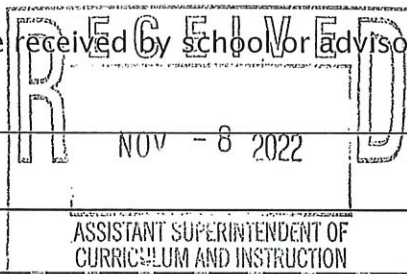 e received by school or adviso
RECEIVED
NOV - 8 2022
ASSISTANT SUPERINTENDENT OF
CURRICULUM AND INSTRUCTION